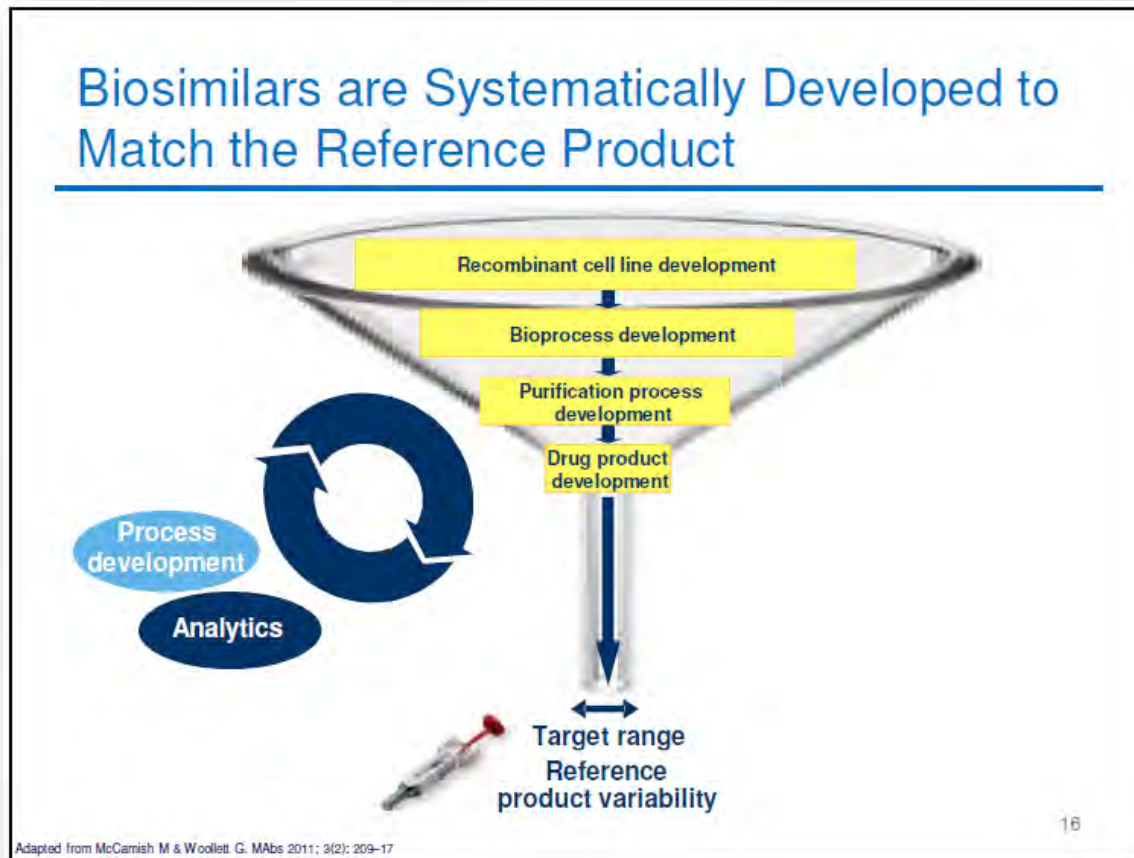 Biosimilars are Systematically Developed to
Match the Reference Product
Recombinant cell line development
Bioprocess development
Purification process
development
Drug product
development
Process
development
Analytics
Target range
Reference
product variability
16
Adapted from McCamish M & Woollett G. MAbs 2011; 3(2): 209–17